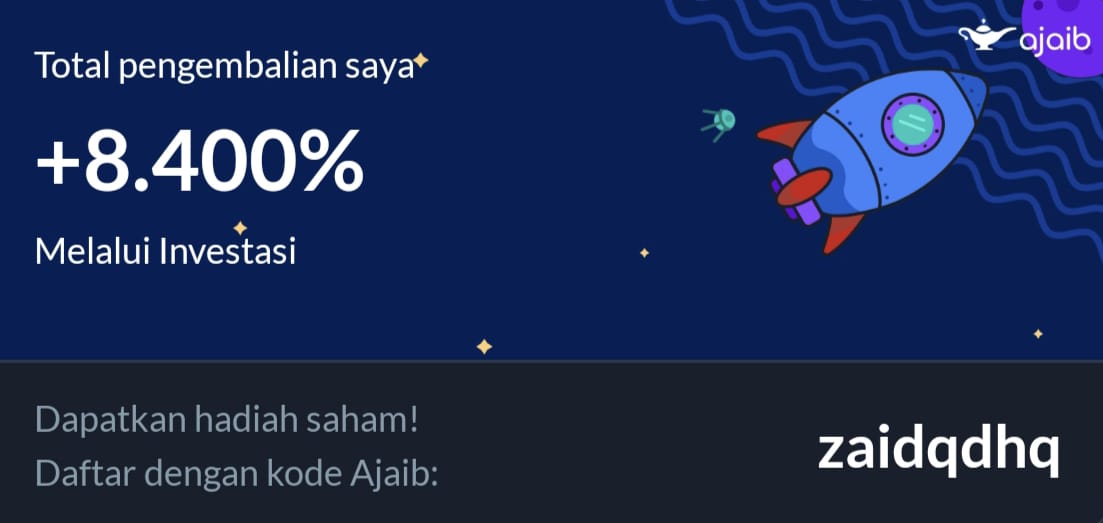 ajaib
Total pengembalian saya
+8.400%
Melalui Investasi
Dapatkan hadiah saham!
Daftar dengan kode Ajaib:
zaidqdhq